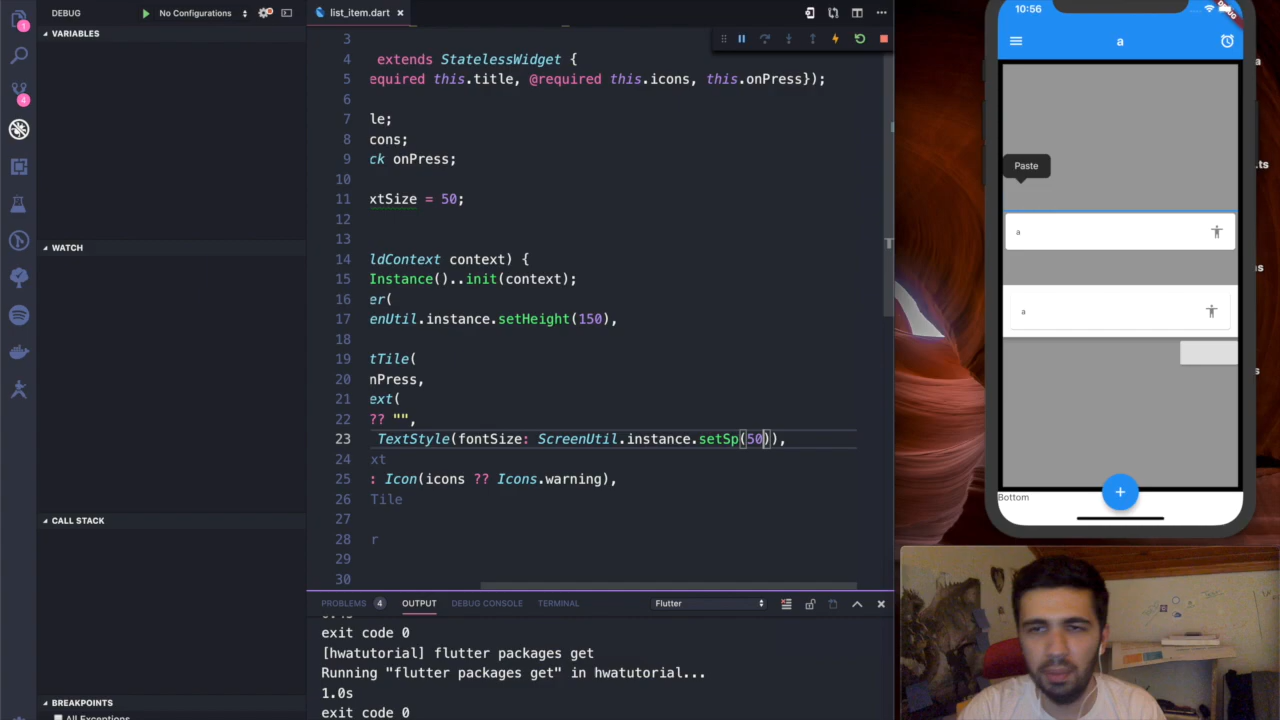 DEBUG
No Configurations
VARIABLES
WATCH
CALL STACK
BREAKPOINTS
All Exceptions
1
4
list_item.dart
3
4 extends StatelessWidget {
5 equired this.title, @required this.icons, this.onPress});
6
7 le;
8 cons;
9 ck onPress;
10
11 xtSize = 50;
12
13
14 ldContext context) {
15 Instance()..init(context);
16 er(
17 enUtil.instance.setHeight(150),
18
19 tTile(
20 nPress,
21 ext(
22 ?? "",
23 TextStyle(fontSize: ScreenUtil.instance.setSp(50)),
24 xt
25 : Icon(icons ?? Icons.warning),
26 Tile
27
28 r
29
30
PROBLEMS 4 OUTPUT DEBUG CONSOLE TERMINAL Flutter
exit code 0
[hwatutorial] flutter packages get
Running "flutter packages get" in hwatutorial...
1.0s
exit code 0
10:56
a
Paste
a
a
+
Bottom